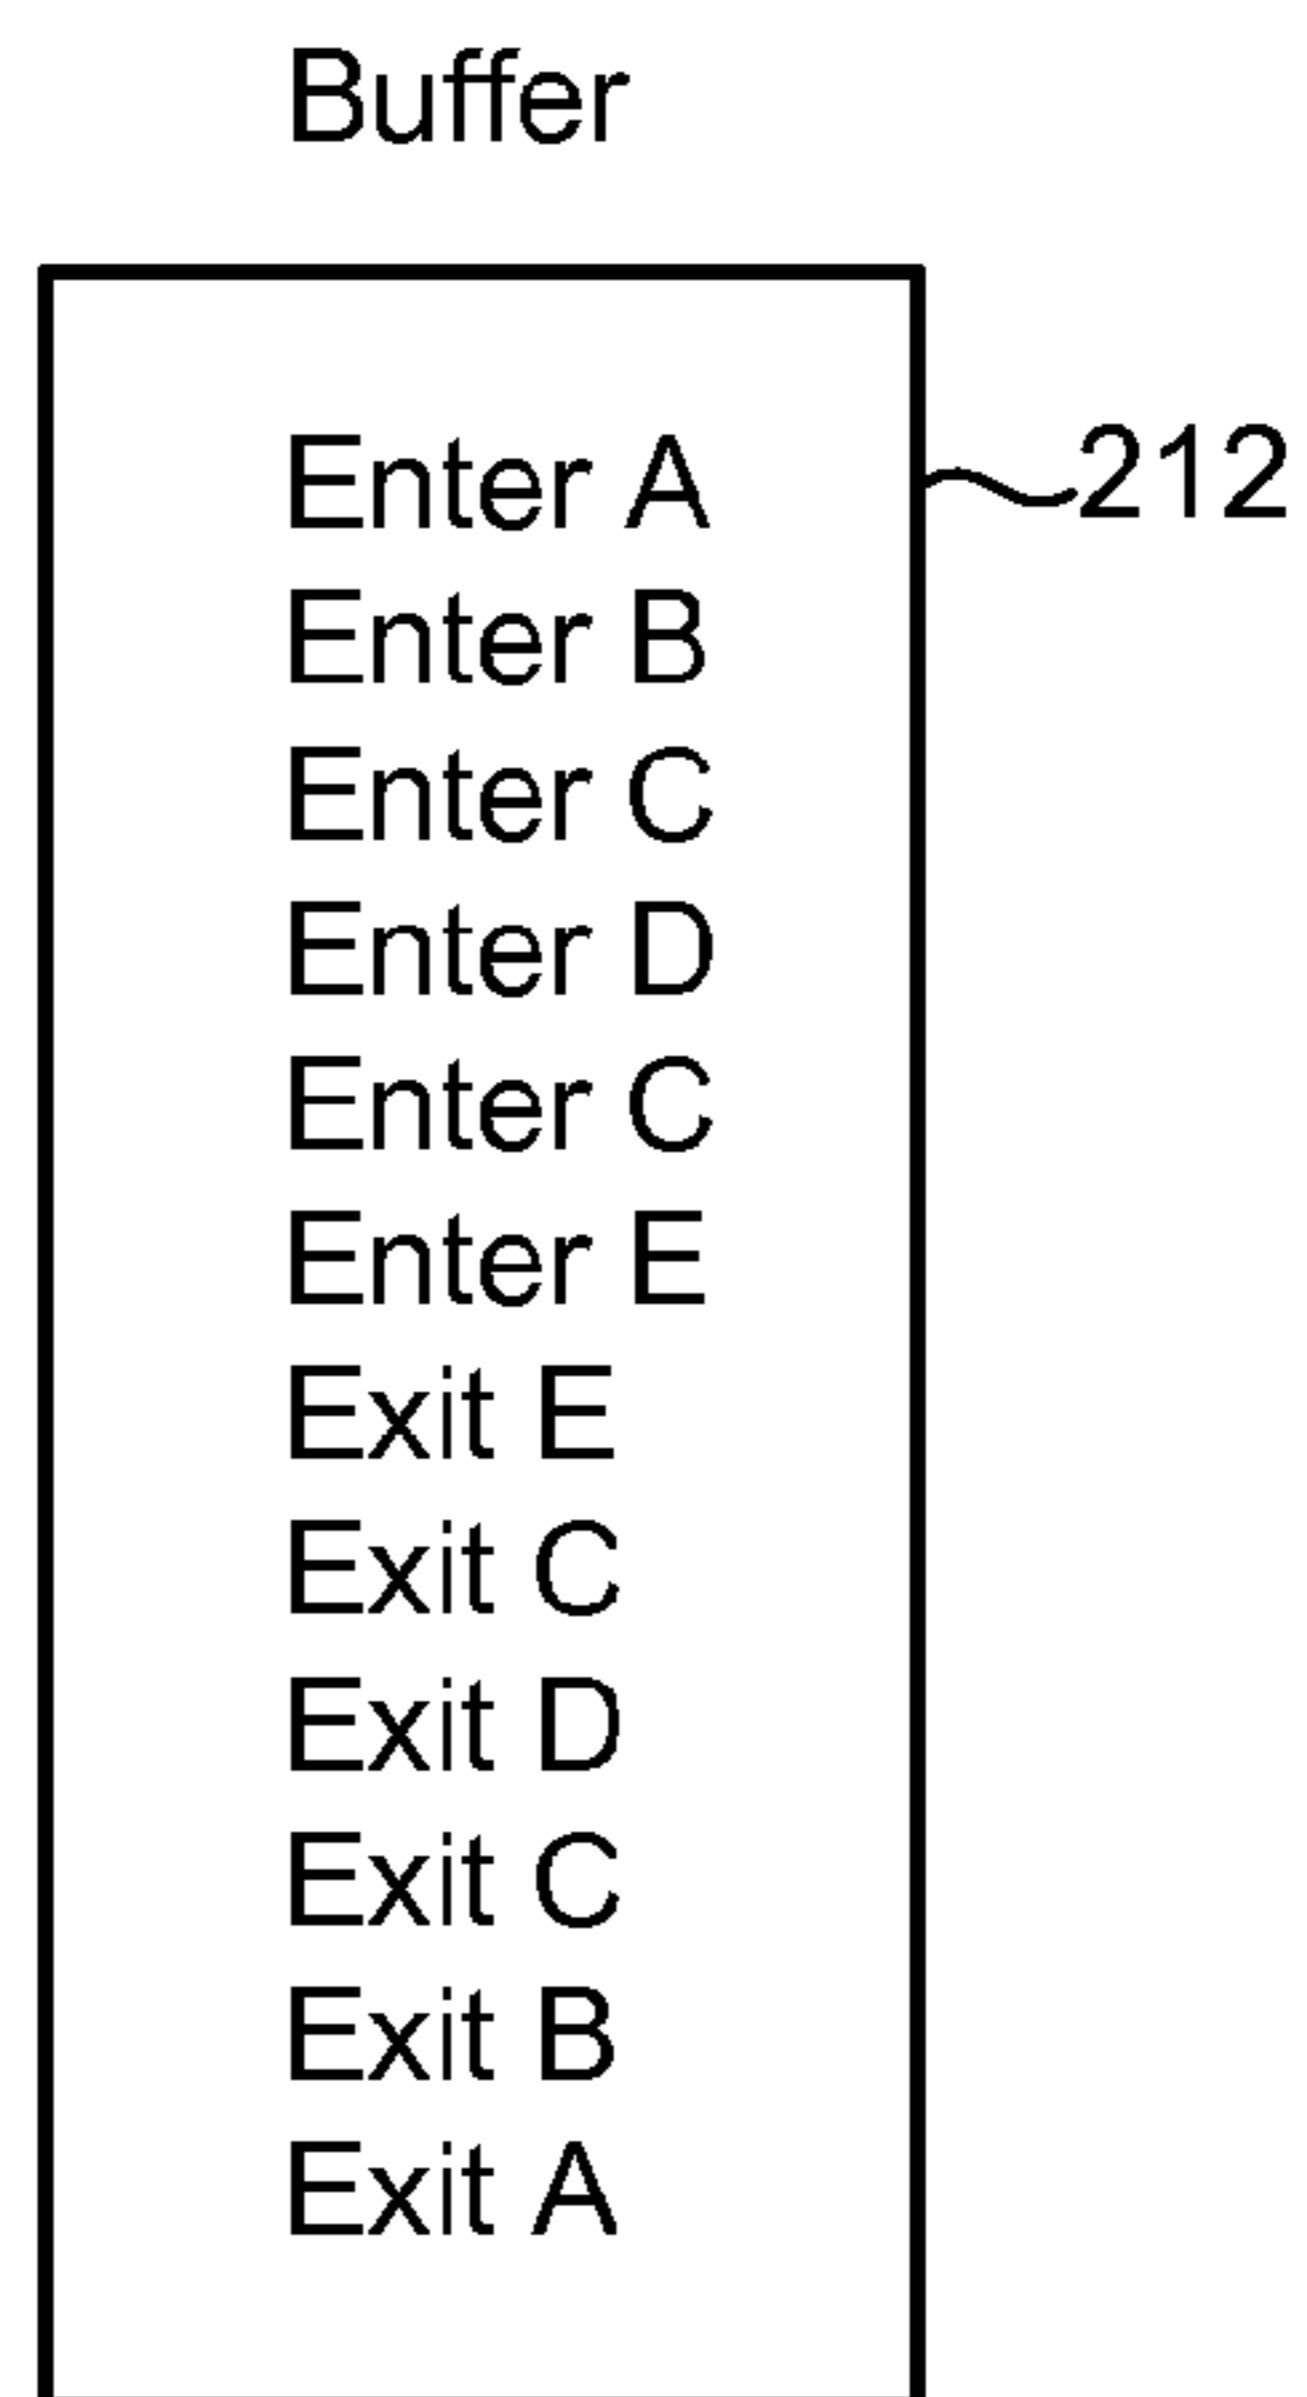 Buffer
Enter A
212
Enter B
Enter C
Enter D
Enter C
Enter E
Exit E
Exit C
Exit D
Exit C
Exit B
Exit A